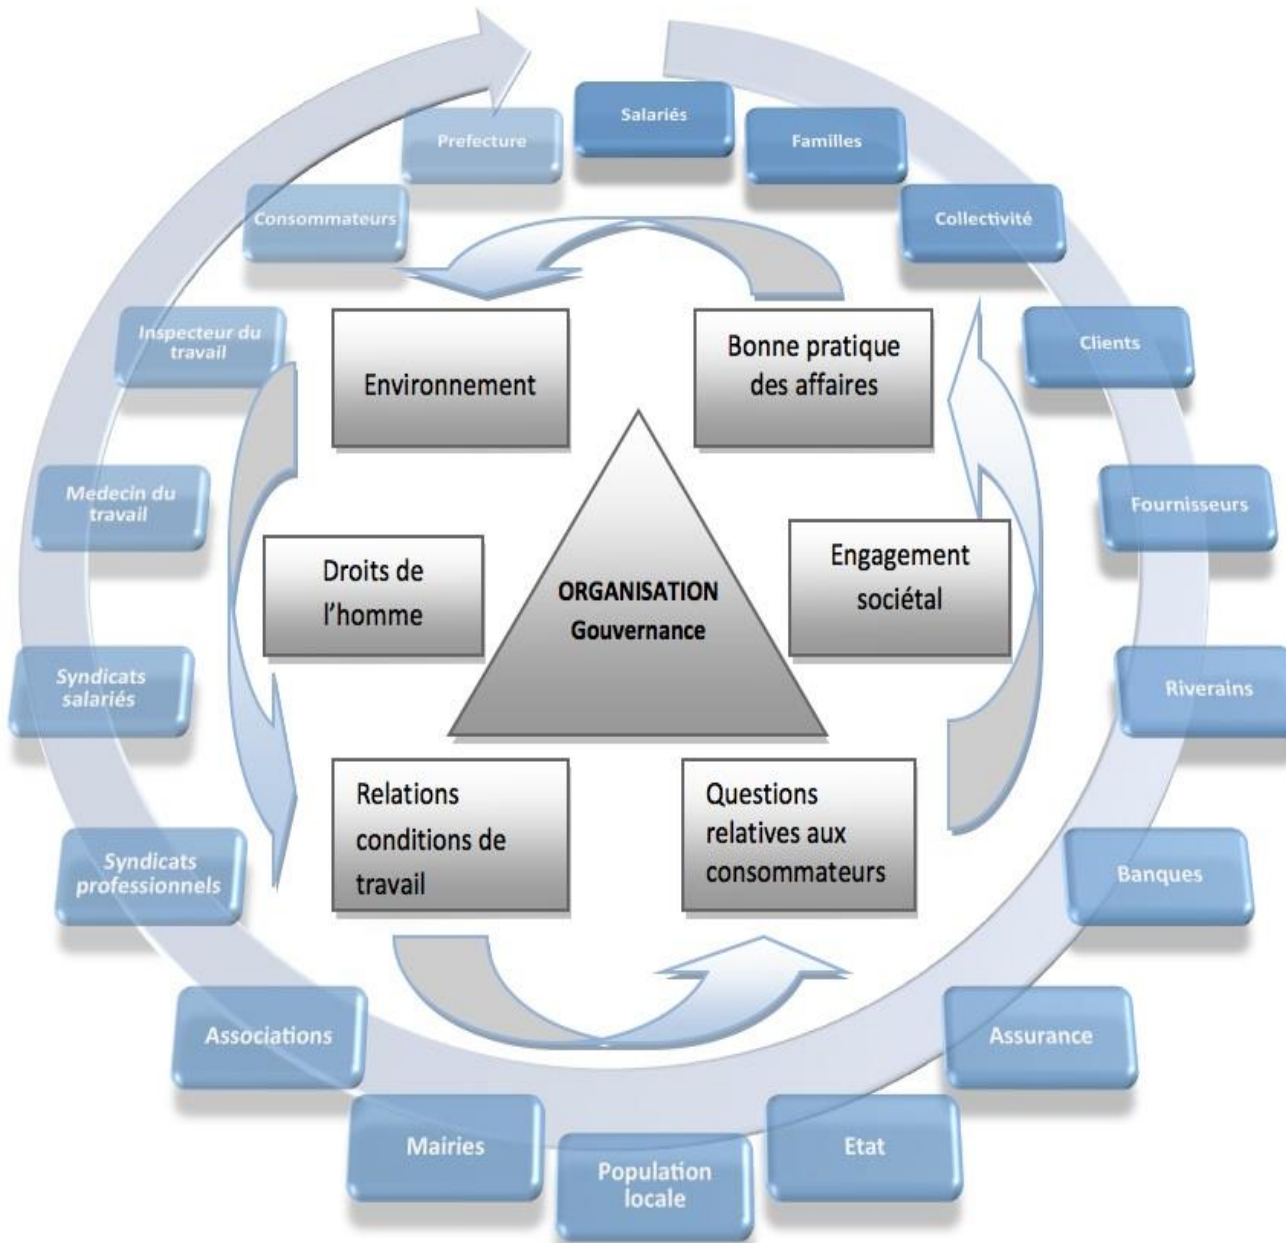 Salariés
Familles
Collectivité
Clients
Fournisseurs
Riverains
Banques
Assurance
Etat
Population
locale
Mairies
Associations
Syndicats
professionnels
Syndicats
salariés
Medecin du
travail
Inspecteur du
travail
Consommateurs
Prefecture
Environnement
Bonne pratique
des affaires
Droits de
l'homme
ORGANISATION
Gouvernance
Engagement
sociétal
Relations
conditions de
travail
Questions
relatives aux
consommateurs